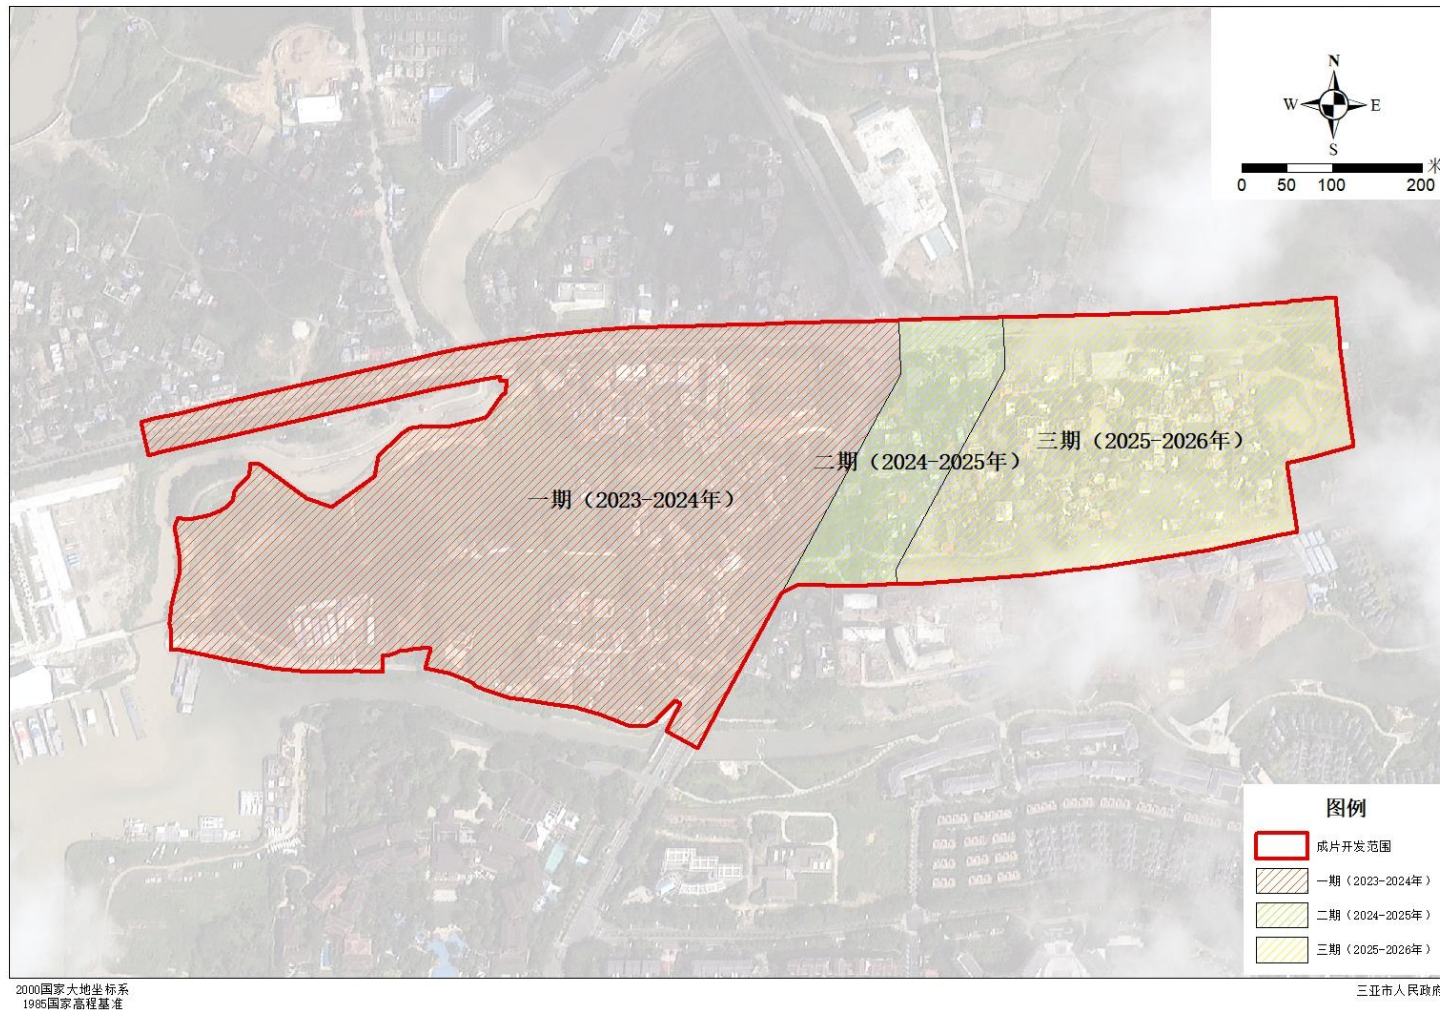 N
W E
S
米
0 50 100 200
三期（2025-2026年）
二期（2024-2025年）
一期（2023-2024年）
图例
成片开发范围
一期（2023-2024年）
二期（2024-2025年）
三期（2025-2026年）
2000国家大地坐标系
1985国家高程基准
三亚市人民政府